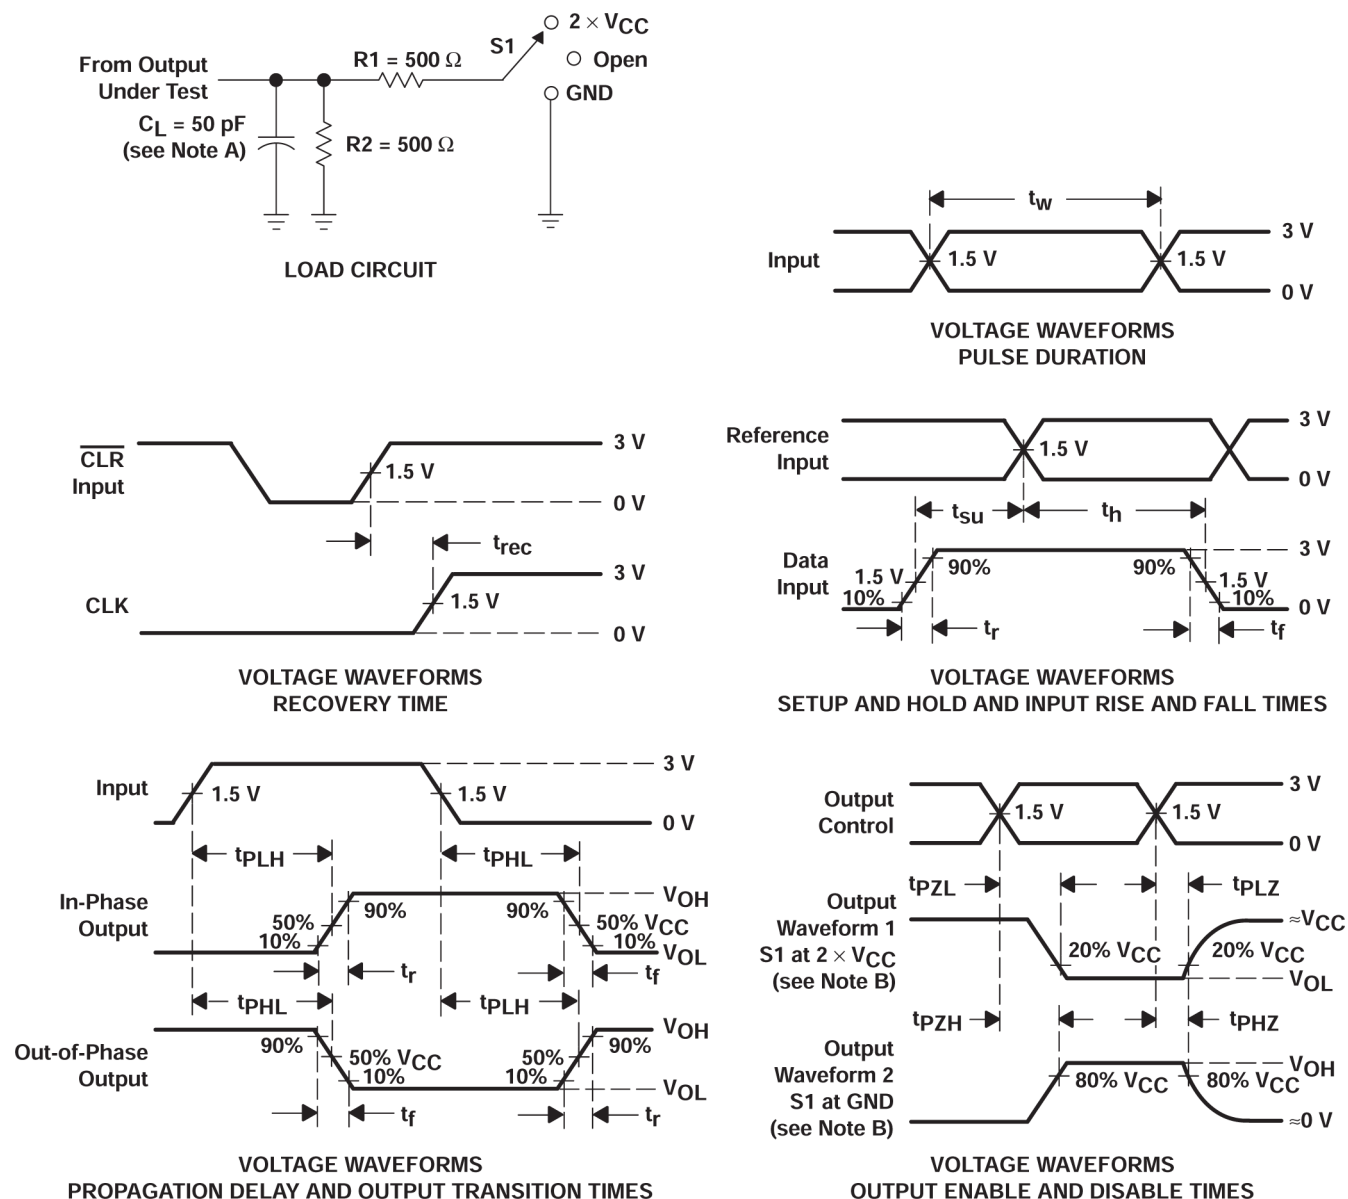 2 × VCC
S1
Open
GND
From Output
Under Test
R1 = 500 Ω
CL = 50 pF
(see Note A)
R2 = 500 Ω
LOAD CIRCUIT
tw
Input
1.5 V
1.5 V
3 V
0 V
VOLTAGE WAVEFORMS
PULSE DURATION
CLR
Input
1.5 V
3 V
0 V
trec
CLK
1.5 V
3 V
0 V
VOLTAGE WAVEFORMS
RECOVERY TIME
Reference
Input
1.5 V
3 V
0 V
tsu
th
Data
Input
1.5 V
10%
90%
90%
1.5 V
10%
3 V
0 V
tr
tf
VOLTAGE WAVEFORMS
SETUP AND HOLD AND INPUT RISE AND FALL TIMES
Input
1.5 V
1.5 V
3 V
0 V
tPLH
tPHL
In-Phase
Output
50%
10%
90%
90%
50% VCC
10%
VOH
VOL
tr
tf
tPHL
tPLH
Out-of-Phase
Output
90%
50% VCC
10%
50%
10%
90%
VOH
VOL
tf
tr
VOLTAGE WAVEFORMS
PROPAGATION DELAY AND OUTPUT TRANSITION TIMES
Output
Control
1.5 V
1.5 V
3 V
0 V
tPZL
tPLZ
Output
Waveform 1
S1 at 2 × VCC
(see Note B)
20% VCC
20% VCC
≈VCC
VOL
tPZH
tPHZ
Output
Waveform 2
S1 at GND
(see Note B)
80% VCC
80% VCC
VOH
≈0 V
VOLTAGE WAVEFORMS
OUTPUT ENABLE AND DISABLE TIMES